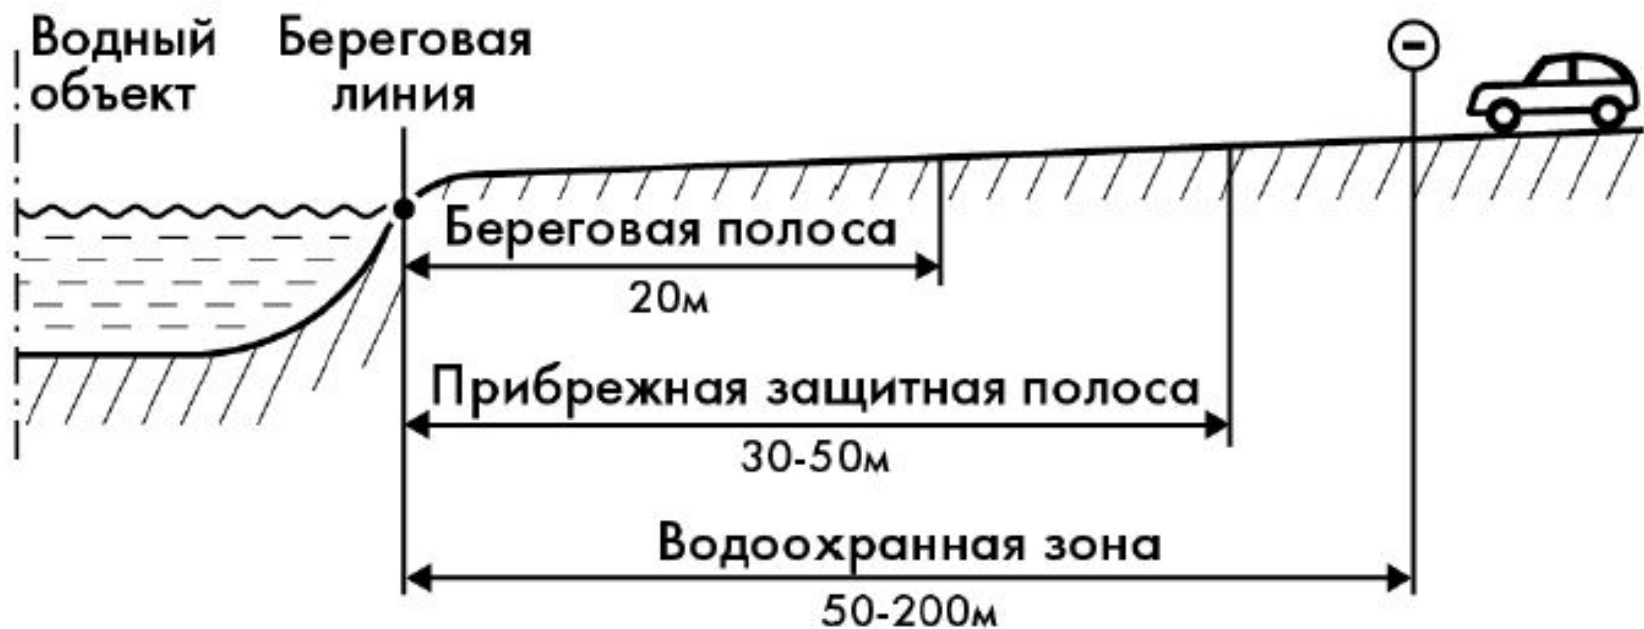 Водный
объект
Береговая
линия
Береговая полоса
20м
Прибрежная защитная полоса
30-50м
Водоохранная зона
50-200м